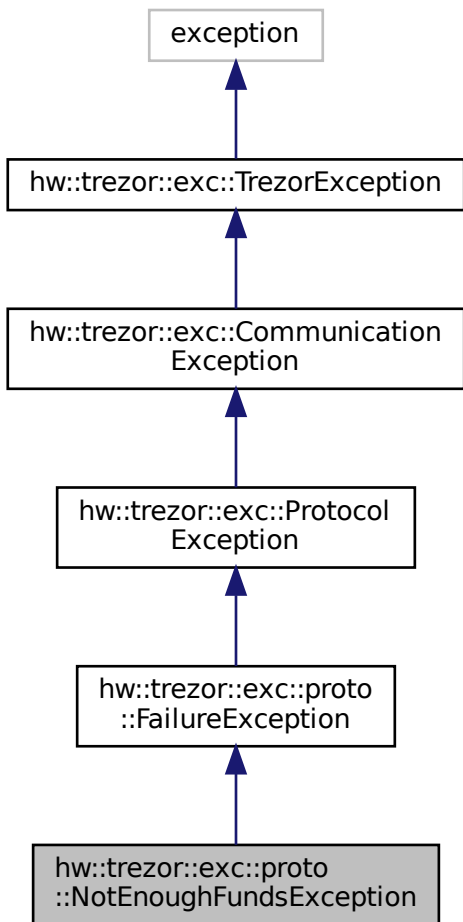 exception
hw::trezor::exc::TrezorException
hw::trezor::exc::Communication
Exception
hw::trezor::exc::Protocol
Exception
hw::trezor::exc::proto
::FailureException
hw::trezor::exc::proto
::NotEnoughFundsException